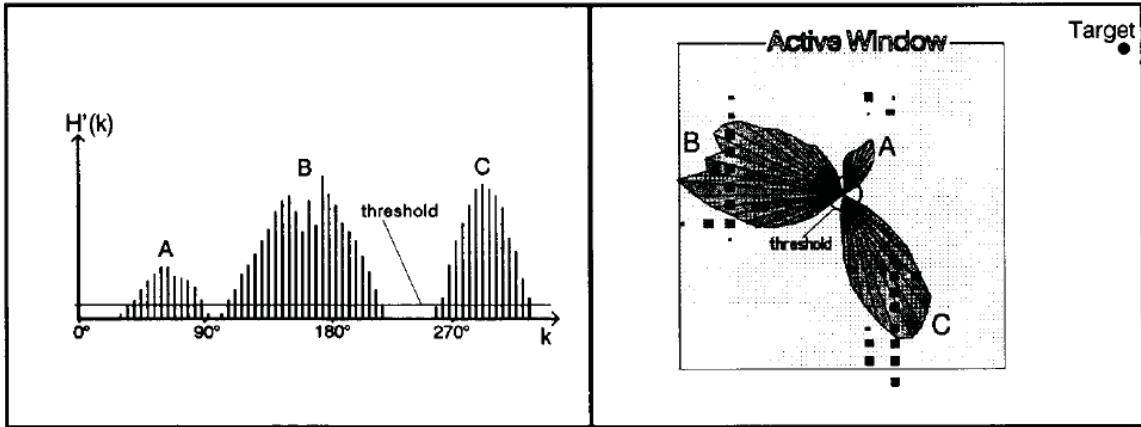 H'(k)
A
B
C
threshold
0°
90°
180°
270°
k
Active Window
Target
B
A
threshold
C